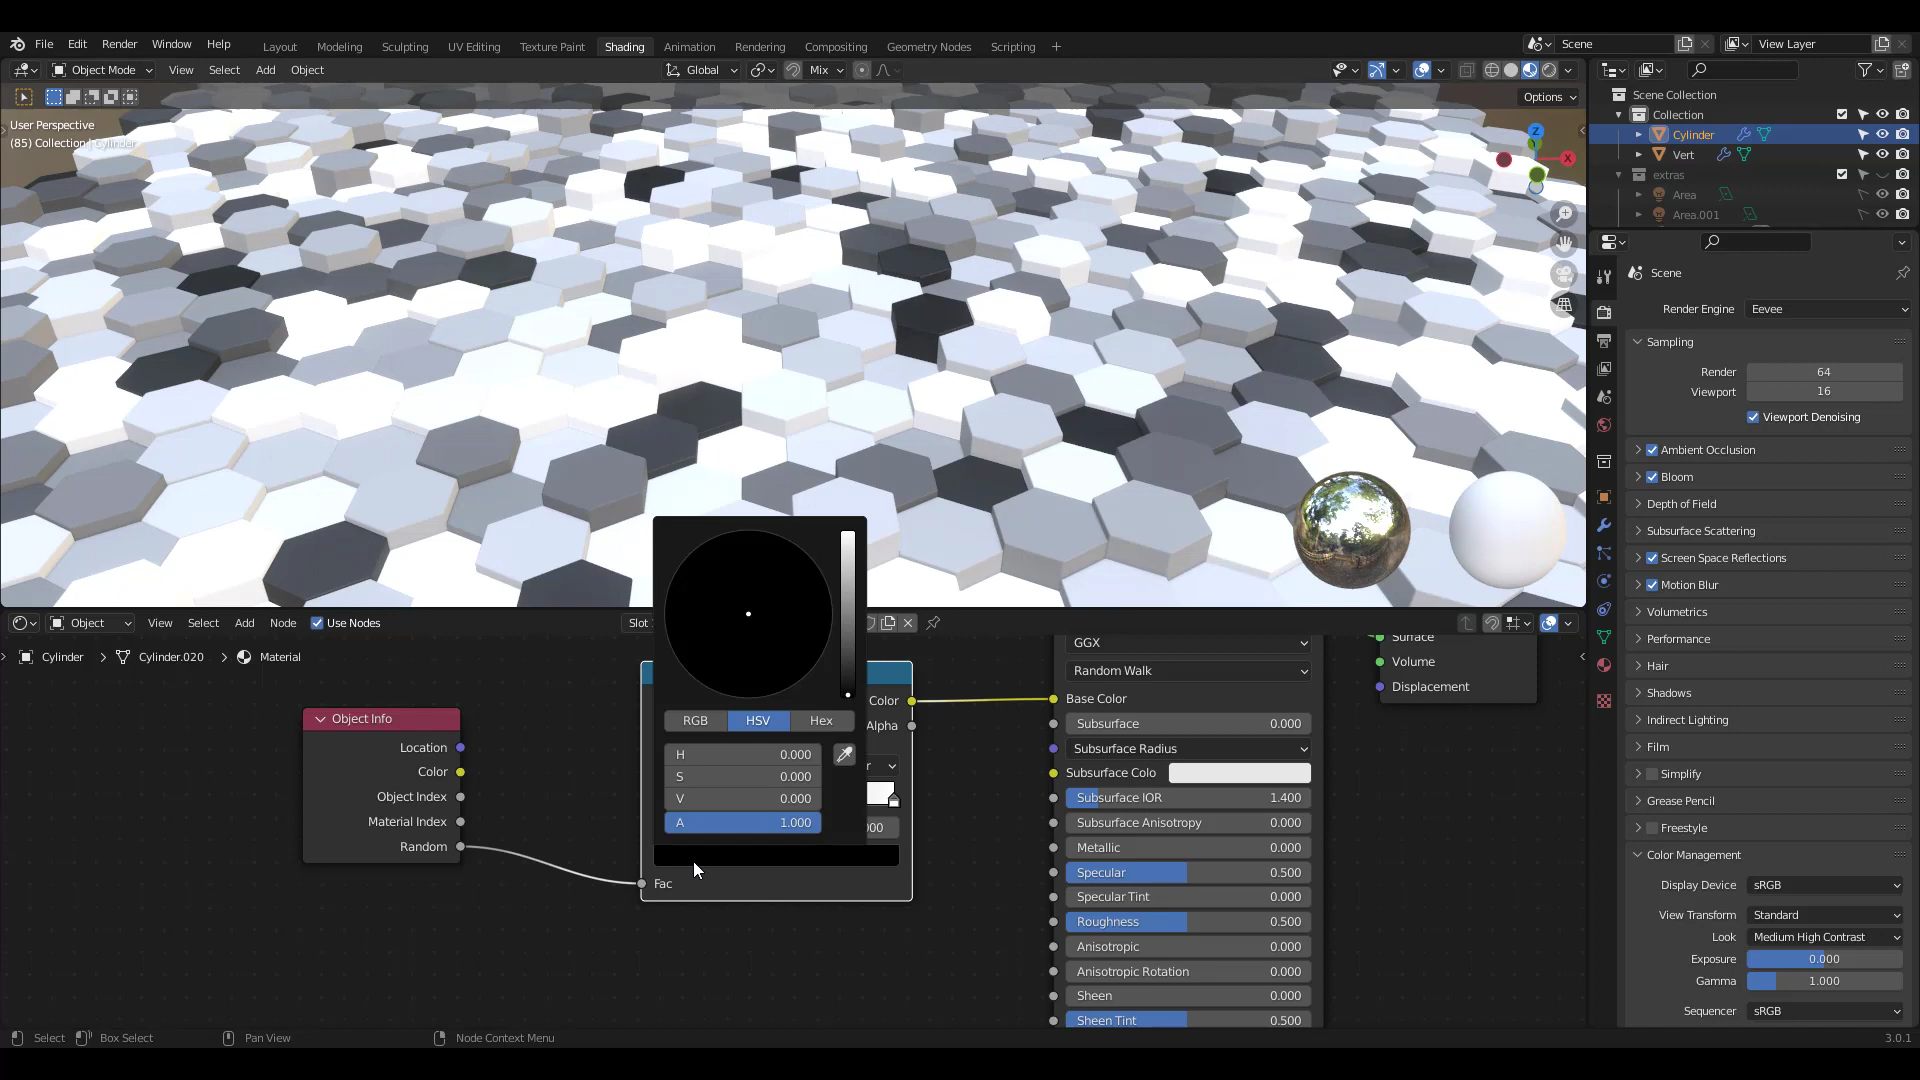 File Edit Render Window Help Layout Modeling Sculpting UV Editing Texture Paint Shading Animation Rendering Compositing Geometry Nodes Scripting + Scene View Layer
Object Mode View Select Add Object Global Mix
Options
User Perspective
(85) Collection | Cylinder
Z
X
Scene Collection
Collection
Cylinder
Vert
extras
Area
Area.001
Scene
Render Engine Eevee
Sampling
Render 64
Viewport 16
Viewport Denoising
Ambient Occlusion
Bloom
Depth of Field
Subsurface Scattering
Screen Space Reflections
Motion Blur
Volumetrics
Performance
Hair
Shadows
Indirect Lighting
Film
Simplify
Grease Pencil
Freestyle
Color Management
Display Device sRGB
View Transform Standard
Look Medium High Contrast
Exposure 0.000
Gamma 1.000
Sequencer sRGB
Object View Select Add Node Use Nodes Slot
Cylinder > Cylinder.020 > Material
Object Info
Location
Color
Object Index
Material Index
Random
RGB HSV Hex
H 0.000
S 0.000
V 0.000
A 1.000
Color
Alpha
r
000
Fac
GGX
Random Walk
Base Color
Subsurface 0.000
Subsurface Radius
Subsurface Colo
Subsurface IOR 1.400
Subsurface Anisotropy 0.000
Metallic 0.000
Specular 0.500
Specular Tint 0.000
Roughness 0.500
Anisotropic 0.000
Anisotropic Rotation 0.000
Sheen 0.000
Sheen Tint 0.500
Surface
Volume
Displacement
Select Box Select Pan View Node Context Menu 3.0.1